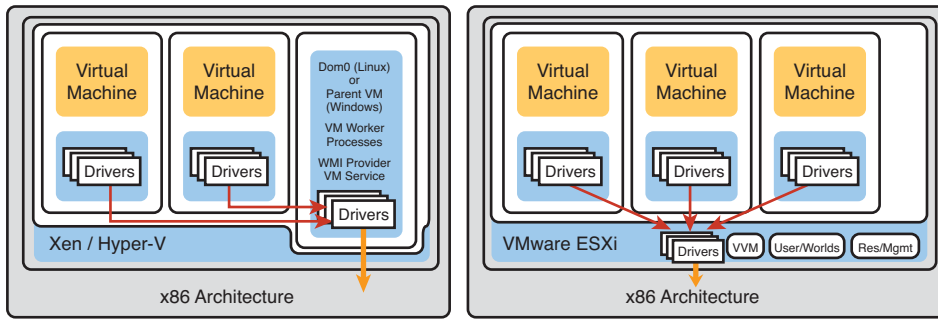 Virtual
Machine
Drivers
Virtual
Machine
Drivers
Dom0 (Linux)
or
Parent VM
(Windows)
VM Worker
Processes
WMI Provider
VM Service
Drivers
Xen / Hyper-V
x86 Architecture
Virtual
Machine
Drivers
Virtual
Machine
Drivers
Virtual
Machine
Drivers
VMware ESXi
Drivers
VVM
User/Worlds
Res/Mgmt
x86 Architecture